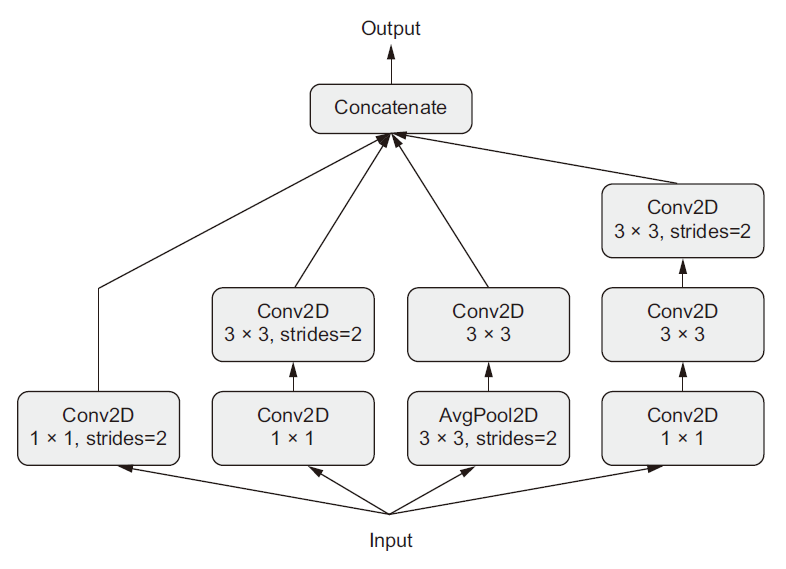 Output
Concatenate
Conv2D
3 × 3, strides=2
Conv2D
3 × 3, strides=2
Conv2D
3 × 3
Conv2D
3 × 3
Conv2D
1 × 1, strides=2
Conv2D
1 × 1
AvgPool2D
3 × 3, strides=2
Conv2D
1 × 1
Input